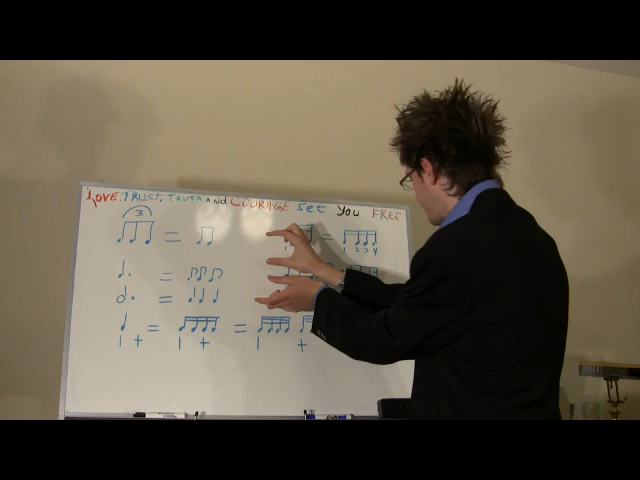 LOVE, TRUST, TRUTH AND COURAGE SET YOU FREE
3 = = 1 2 3 4
=
=
= =
1 + 1 + 1 +